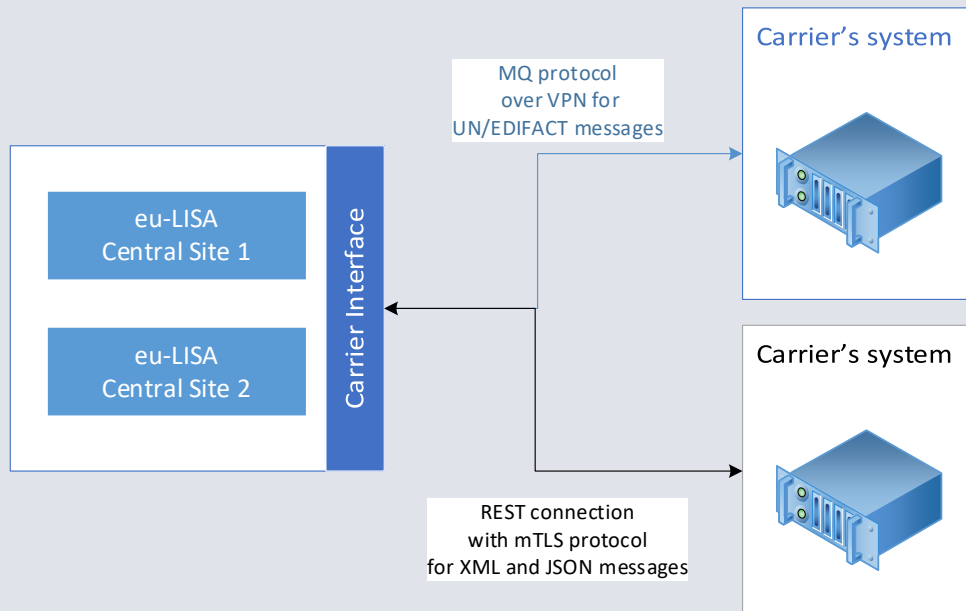 Carrier's system
MQ protocol
over VPN for
UN/EDIFACT messages
eu-LISA
Central Site 1
Carrier Interface
eu-LISA
Central Site 2
Carrier's system
REST connection
with mTLS protocol
for XML and JSON messages